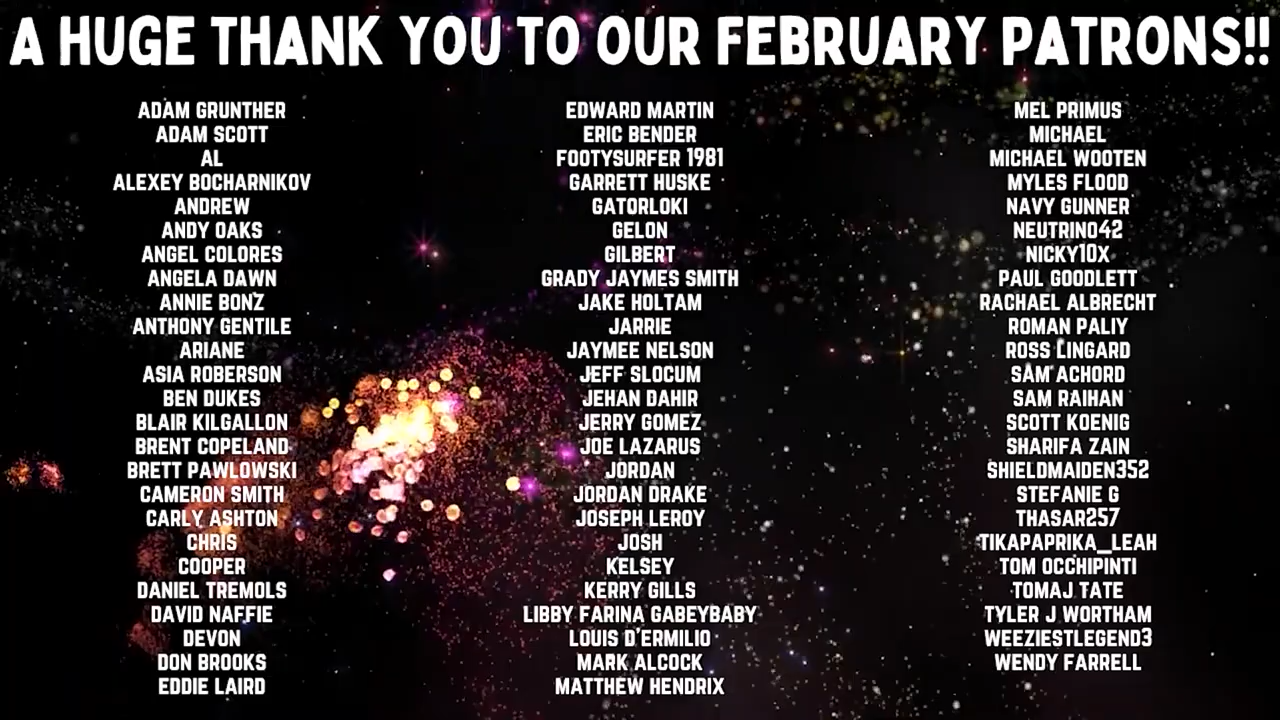 A HUGE THANK YOU TO OUR FEBRUARY PATRONS!!
ADAM GRUNTHER
ADAM SCOTT
AL
ALEXEY BOCHARNIKOV
ANDREW
ANDY OAKS
ANGEL COLORES
ANGELA DAWN
ANNIE BONZ
ANTHONY GENTILE
ARIANE
ASIA ROBERSON
BEN DUKES
BLAIR KILGALLON
BRENT COPELAND
BRETT PAWLOWSKI
CAMERON SMITH
CARLY ASHTON
CHRIS
COOPER
DANIEL TREMOLS
DAVID NAFFIE
DEVON
DON BROOKS
EDDIE LAIRD
EDWARD MARTIN
ERIC BENDER
FOOTYSURFER 1981
GARRETT HUSKE
GATORLOKI
GELON
GILBERT
GRADY JAYMES SMITH
JAKE HOLTAM
JARRIE
JAYMEE NELSON
JEFF SLOCUM
JEHAN DAHIR
JERRY GOMEZ
JOE LAZARUS
JORDAN
JORDAN DRAKE
JOSEPH LEROY
JOSH
KELSEY
KERRY GILLS
LIBBY FARINA GABEYBABY
LOUIS D'ERMILIO
MARK ALCOCK
MATTHEW HENDRIX
MEL PRIMUS
MICHAEL
MICHAEL WOOTEN
MYLES FLOOD
NAVY GUNNER
NEUTRINO42
NICKY10X
PAUL GOODLETT
RACHAEL ALBRECHT
ROMAN PALIY
ROSS LINGARD
SAM ACHORD
SAM RAIHAN
SCOTT KOENIG
SHARIFA ZAIN
SHIELDMAIDEN352
STEFANIE G
THASAR257
TIKAPAPRIKA_LEAH
TOM OCCHIPINTI
TOMAJ TATE
TYLER J WORTHAM
WEEZIESTLEGEND3
WENDY FARRELL